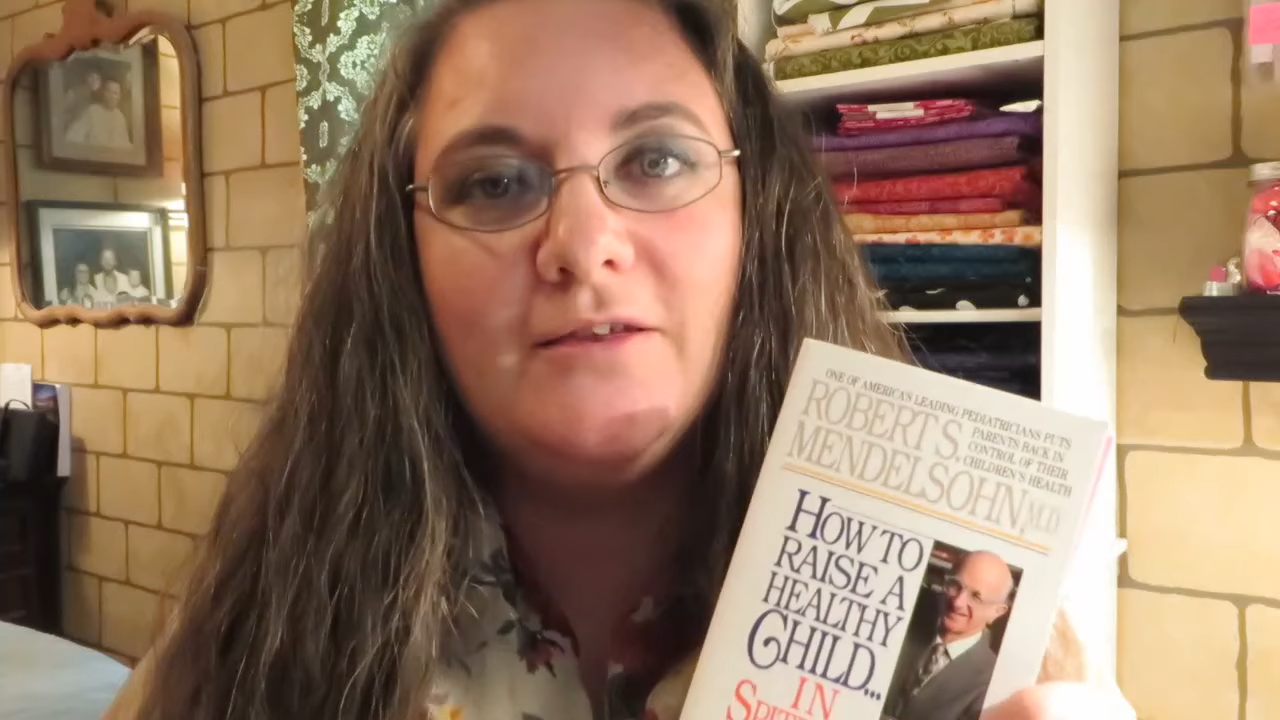 ONE OF AMERICA'S LEADING PEDIATRICIANS PUTS
PARENTS BACK IN
CONTROL OF THEIR
CHILDREN'S HEALTH
ROBERT S.
MENDELSOHN, M.D.
HOW TO
RAISE A
HEALTHY
CHILD...
IN